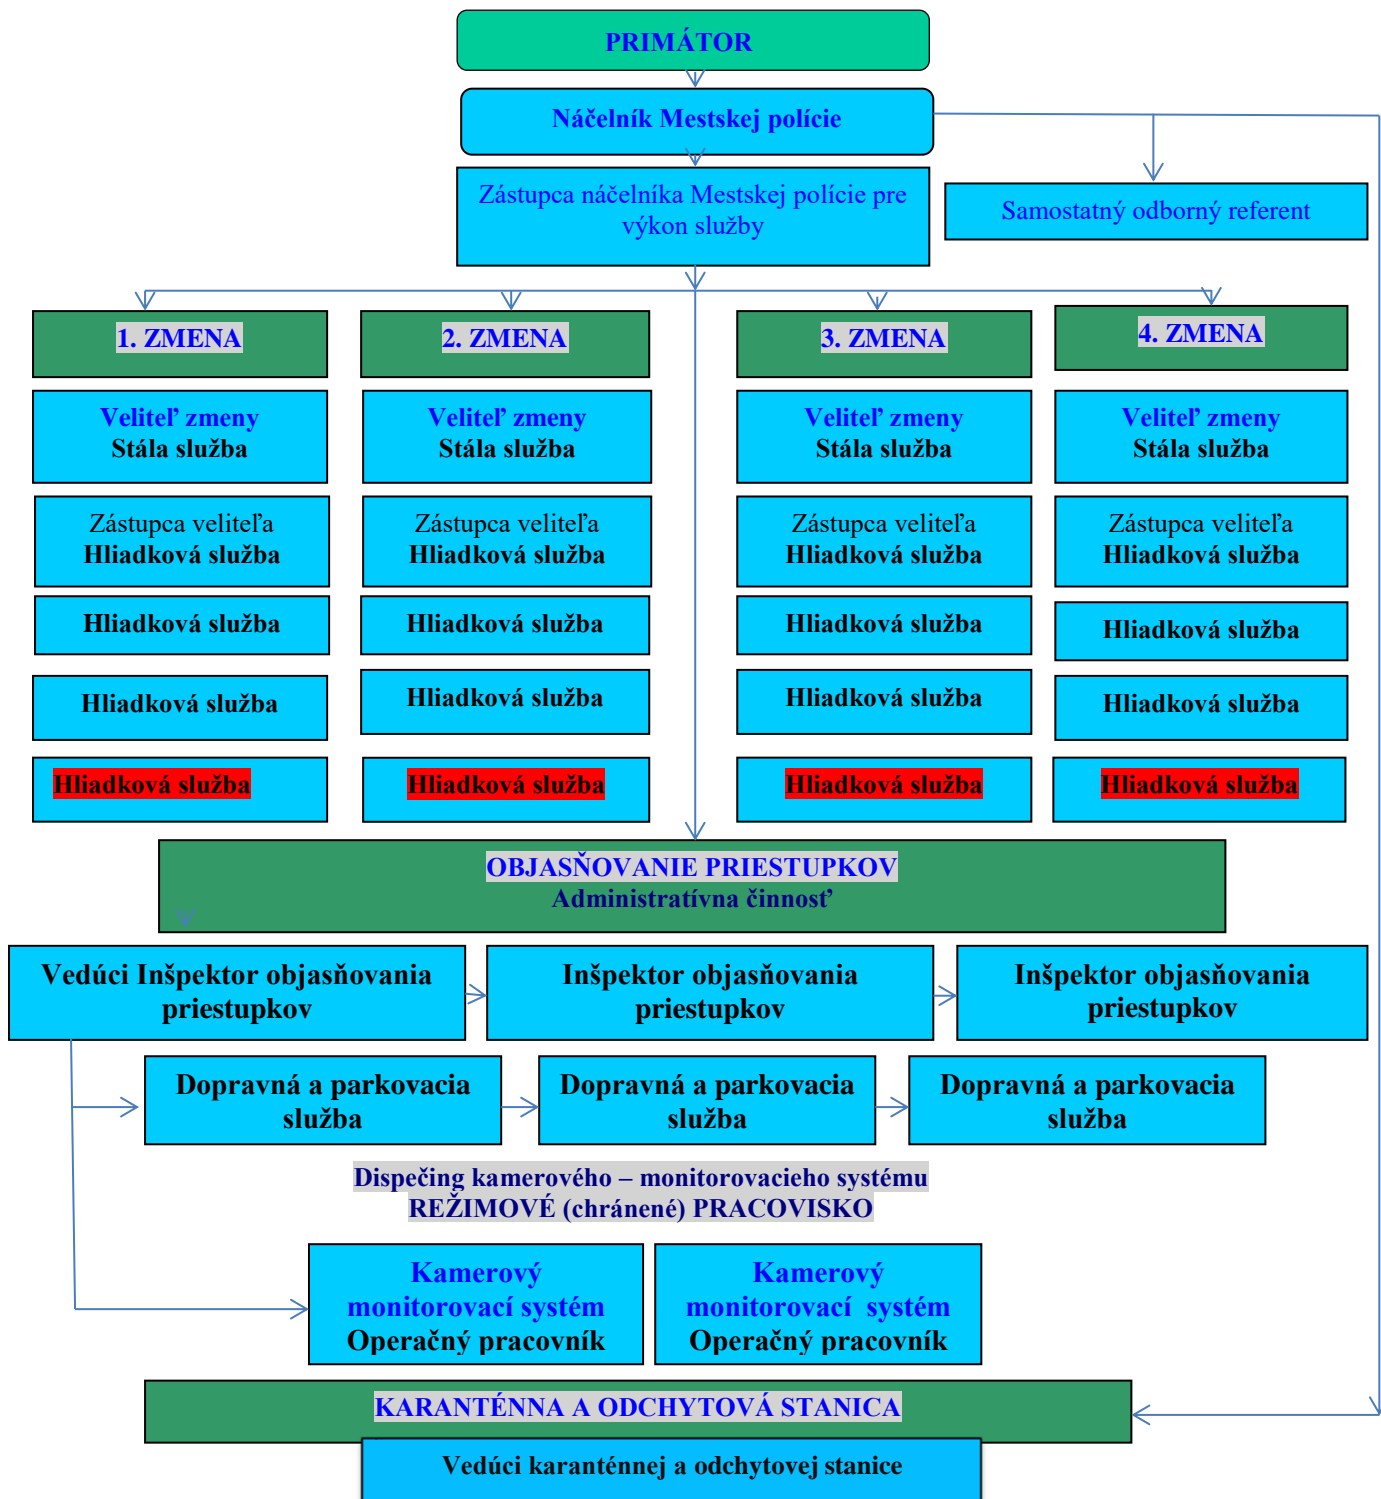 PRIMÁTOR
Náčelník Mestskej polície
Zástupca náčelníka Mestskej polície pre
výkon služby
Samostatný odborný referent
1. ZMENA
2. ZMENA
3. ZMENA
4. ZMENA
Veliteľ zmeny
Stála služba
Veliteľ zmeny
Stála služba
Veliteľ zmeny
Stála služba
Veliteľ zmeny
Stála služba
Zástupca veliteľa
Hliadková služba
Zástupca veliteľa
Hliadková služba
Zástupca veliteľa
Hliadková služba
Zástupca veliteľa
Hliadková služba
Hliadková služba
Hliadková služba
Hliadková služba
Hliadková služba
Hliadková služba
Hliadková služba
Hliadková služba
Hliadková služba
Hliadková služba
Hliadková služba
Hliadková služba
Hliadková služba
OBJASŇOVANIE PRIESTUPKOV
Administratívna činnosť
Vedúci Inšpektor objasňovania
priestupkov
Inšpektor objasňovania
priestupkov
Inšpektor objasňovania
priestupkov
Dopravná a parkovacia
služba
Dopravná a parkovacia
služba
Dopravná a parkovacia
služba
Dispečing kamerového – monitorovacieho systému
REŽIMOVÉ (chránené) PRACOVISKO
Kamerový
monitorovací systém
Operačný pracovník
Kamerový
monitorovací  systém
Operačný pracovník
KARANTÉNNA A ODCHYTOVÁ STANICA
Vedúci karanténnej a odchytovej stanice